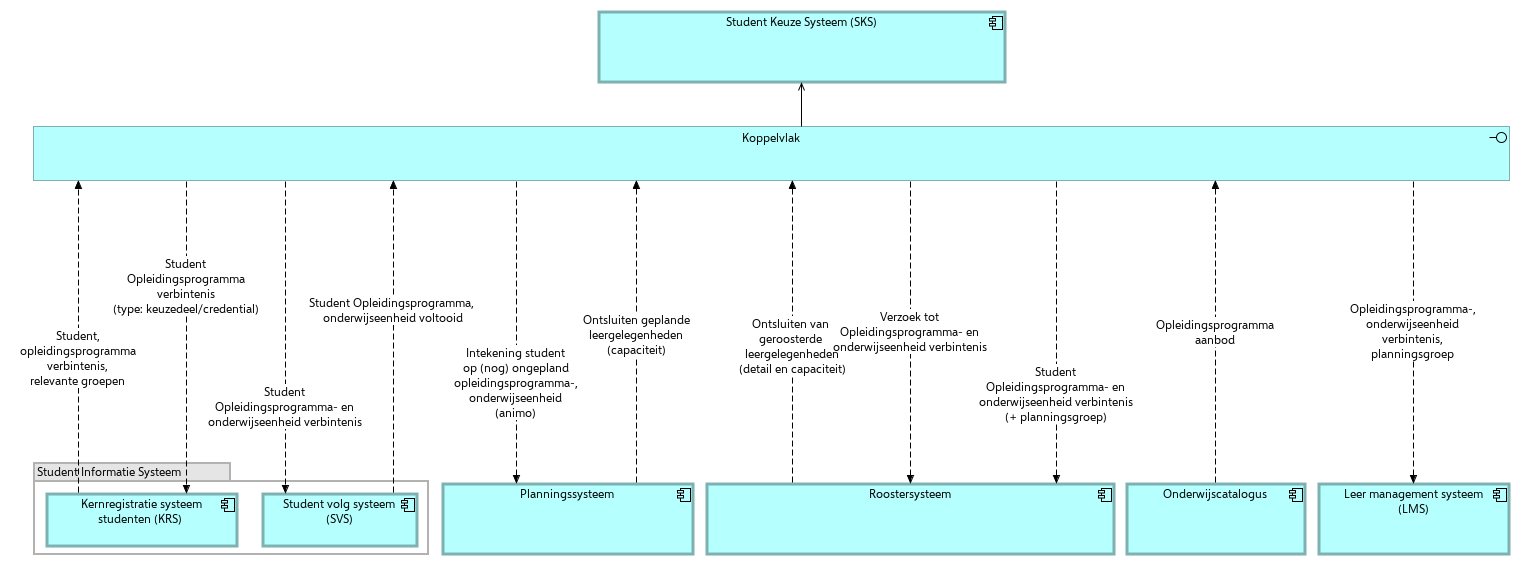 Student Keuze Systeem (SKS)
Koppelvlak
Student,
opleidingsprogramma
verbintenis,
relevante groepen
Student
Opleidingsprogramma
verbintenis
(type: keuzedeel/credential)
Student
Opleidingsprogramma- en
onderwijseenheid verbintenis
Student Opleidingsprogramma,
onderwijseenheid voltooid
Intekening student
op (nog) ongepland
opleidingsprogramma-,
onderwijseenheid
(animo)
Ontsluiten geplande
leergelegenheden
(capaciteit)
Ontsluiten van
geroosterde
leergelegenheden
(detail en capaciteit)
Verzoek tot
Opleidingsprogramma- en
onderwijseenheid verbintenis
Student
Opleidingsprogramma- en
onderwijseenheid verbintenis
(+ planningsgroep)
Opleidingsprogramma
aanbod
Opleidingsprogramma-,
onderwijseenheid
verbintenis,
planningsgroep
Student Informatie Systeem
Kernregistratie systeem
studenten (KRS)
Student volg systeem
(SVS)
Planningssysteem
Roostersysteem
Onderwijscatalogus
Leer management systeem
(LMS)